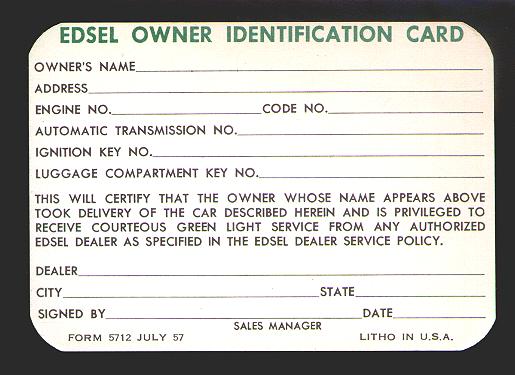 EDSEL OWNER IDENTIFICATION CARD
OWNER'S NAME
ADDRESS
ENGINE NO. CODE NO.
AUTOMATIC TRANSMISSION NO.
IGNITION KEY NO.
LUGGAGE COMPARTMENT KEY NO.
THIS WILL CERTIFY THAT THE OWNER WHOSE NAME APPEARS ABOVE
TOOK DELIVERY OF THE CAR DESCRIBED HEREIN AND IS PRIVILEGED TO
RECEIVE COURTEOUS GREEN LIGHT SERVICE FROM ANY AUTHORIZED
EDSEL DEALER AS SPECIFIED IN THE EDSEL DEALER SERVICE POLICY.
DEALER
CITY STATE
SIGNED BY DATE
SALES MANAGER
FORM 5712 JULY 57 LITHO IN U.S.A.